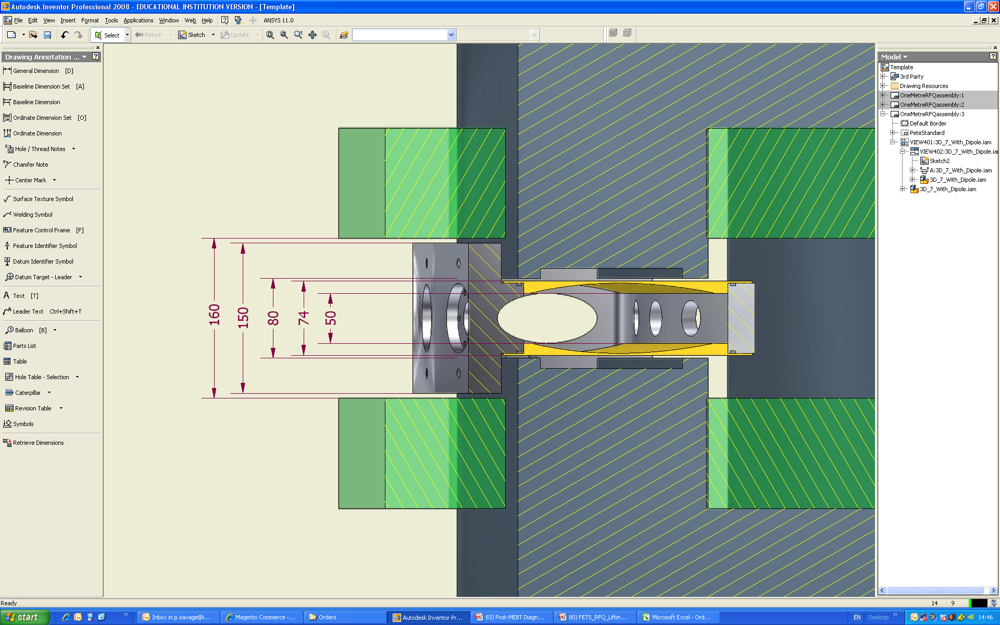 Autodesk Inventor Professional 2008 - EDUCATIONAL INSTITUTION VERSION - [Template]
File Edit View Insert Format Tools Applications Window Web Help ANSYS 11.0
Select Return Sketch Update
Drawing Annotation ...
General Dimension [D]
Baseline Dimension Set [A]
Baseline Dimension
Ordinate Dimension Set [O]
Ordinate Dimension
Hole / Thread Notes
Chamfer Note
Center Mark
Surface Texture Symbol
Welding Symbol
Feature Control Frame [F]
Feature Identifier Symbol
Datum Identifier Symbol
Datum Target - Leader
Text [T]
Leader Text Ctrl+Shift+T
Balloon [B]
Parts List
Table
Hole Table - Selection
Caterpillar
Revision Table
Symbols
Retrieve Dimensions
160
150
80
74
50
Model
Template
3rd Party
Drawing Resources
OneMetreRFQassembly:1
OneMetreRFQassembly:2
OneMetreRFQassembly:3
Default Border
PeteStandard
VIEW401:3D_7_With_Dipole.iam
VIEW402:3D_7_With_Dipole.iar
Sketch2
A:3D_7_With_Dipole.iam
3D_7_With_Dipole.iam
3D_7_With_Dipole.iam
Ready
14 9
start
Inbox in p.savage@i...
Magento Commerce -...
Orders
Autodesk Inventor Pr...
83) Post-MEBT Diagn...
80) FETS_RFQ_Liftin...
Microsoft Excel - Ord...
EN Desktop » 14:46